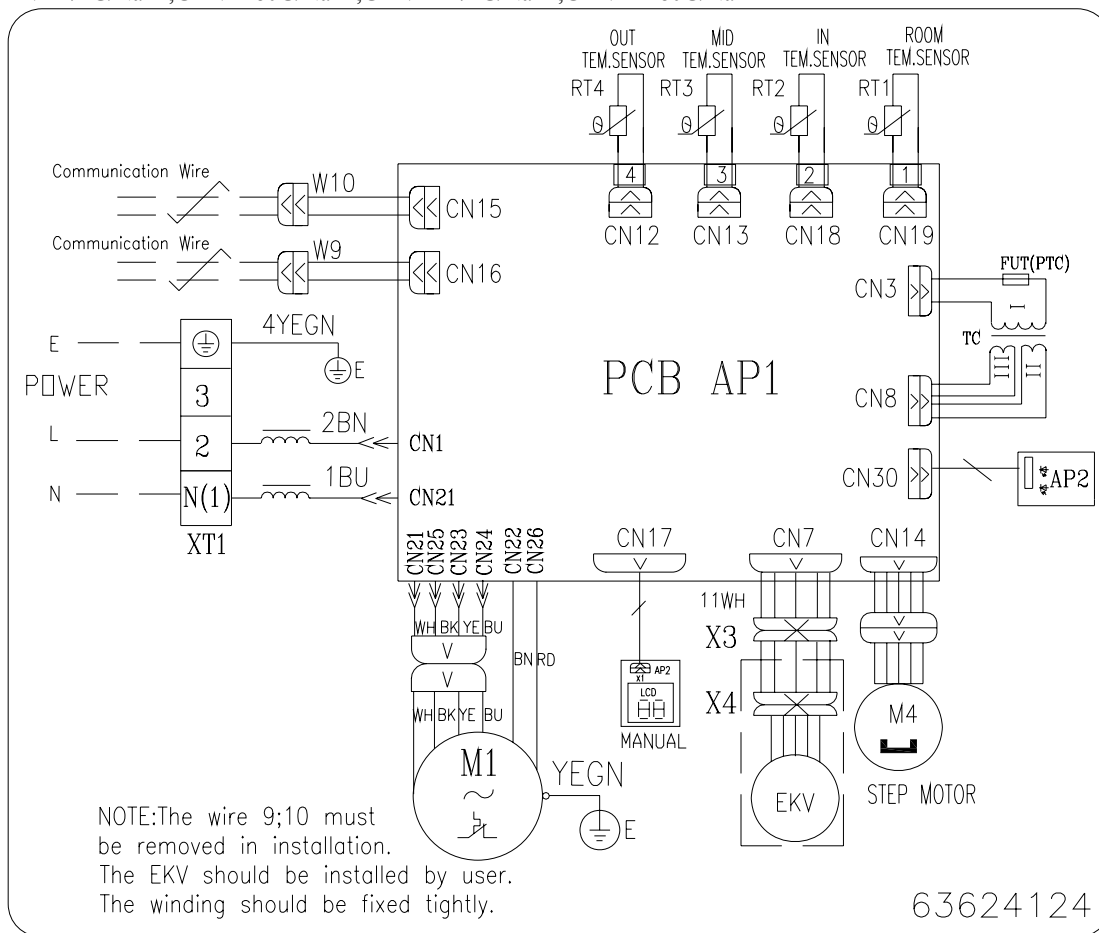 OUT
TEM.SENSOR
MID
TEM.SENSOR
IN
TEM.SENSOR
ROOM
TEM.SENSOR
RT4
RT3
RT2
RT1
θ
θ
θ
θ
4
3
2
1
CN12
CN13
CN18
CN19
Communication Wire
W10
CN15
Communication Wire
W9
CN16
CN3
FUT(PTC)
I
TC
III
II
CN8
PCB AP1
E
4YEGN
E
POWER
3
L
2
2BN
CN1
N
N(1)
1BU
CN21
XT1
CN30
AP2
CN21
CN25
CN23
CN24
CN22
CN26
CN17
CN7
CN14
WH
BK
YE
BU
BN
RD
V
V
WH
BK
YE
BU
M1
~
YEGN
E
AP2
X1
LCD
88
MANUAL
11WH
X3
X4
EKV
M4
STEP MOTOR
NOTE:The wire 9;10 must
be removed in installation.
The EKV should be installed by user.
The winding should be fixed tightly.
63624124